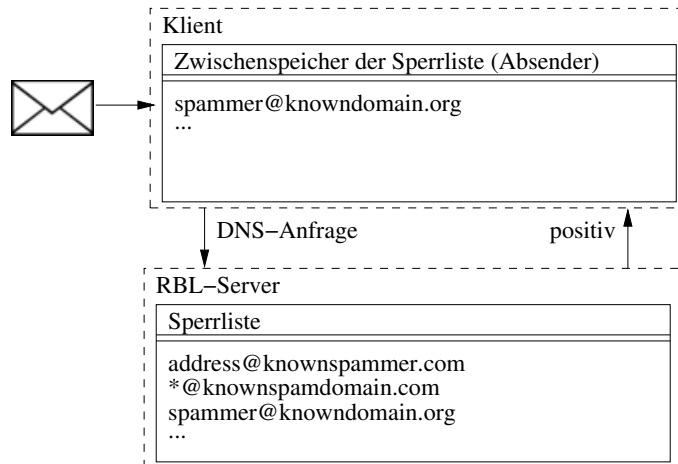 Klient
Zwischenspeicher der Sperrliste (Absender)
spammer@knowndomain.org
...
DNS−Anfrage
positiv
RBL−Server
Sperrliste
address@knownspammer.com
*@knownspamdomain.com
spammer@knowndomain.org
...